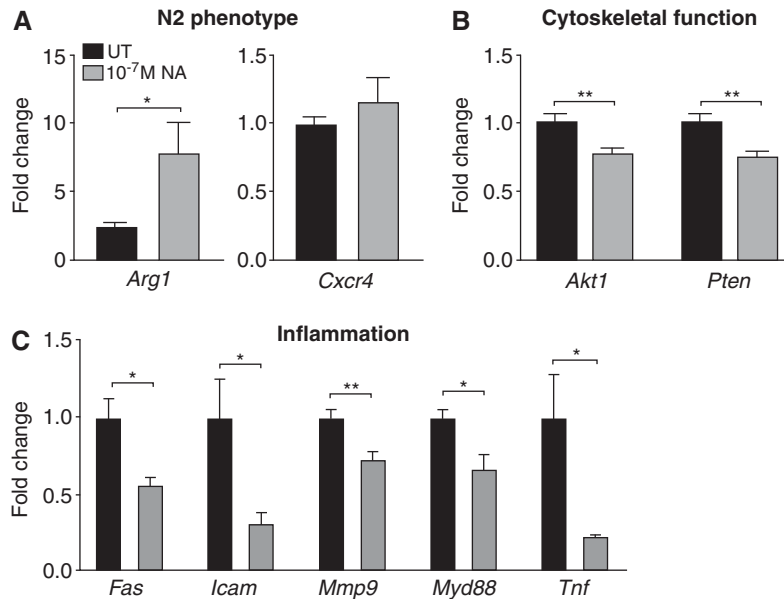 A
N2 phenotype
B
Cytoskeletal function
UT
10⁻⁷M NA
Fold change
15
10
5
0
*
Arg1
1.5
1.0
0.5
0.0
Cxcr4
Fold change
1.5
1.0
0.5
0.0
**
**
Akt1
Pten
C
Inflammation
Fold change
1.5
1.0
0.5
0.0
*
*
**
*
*
Fas
Icam
Mmp9
Myd88
Tnf